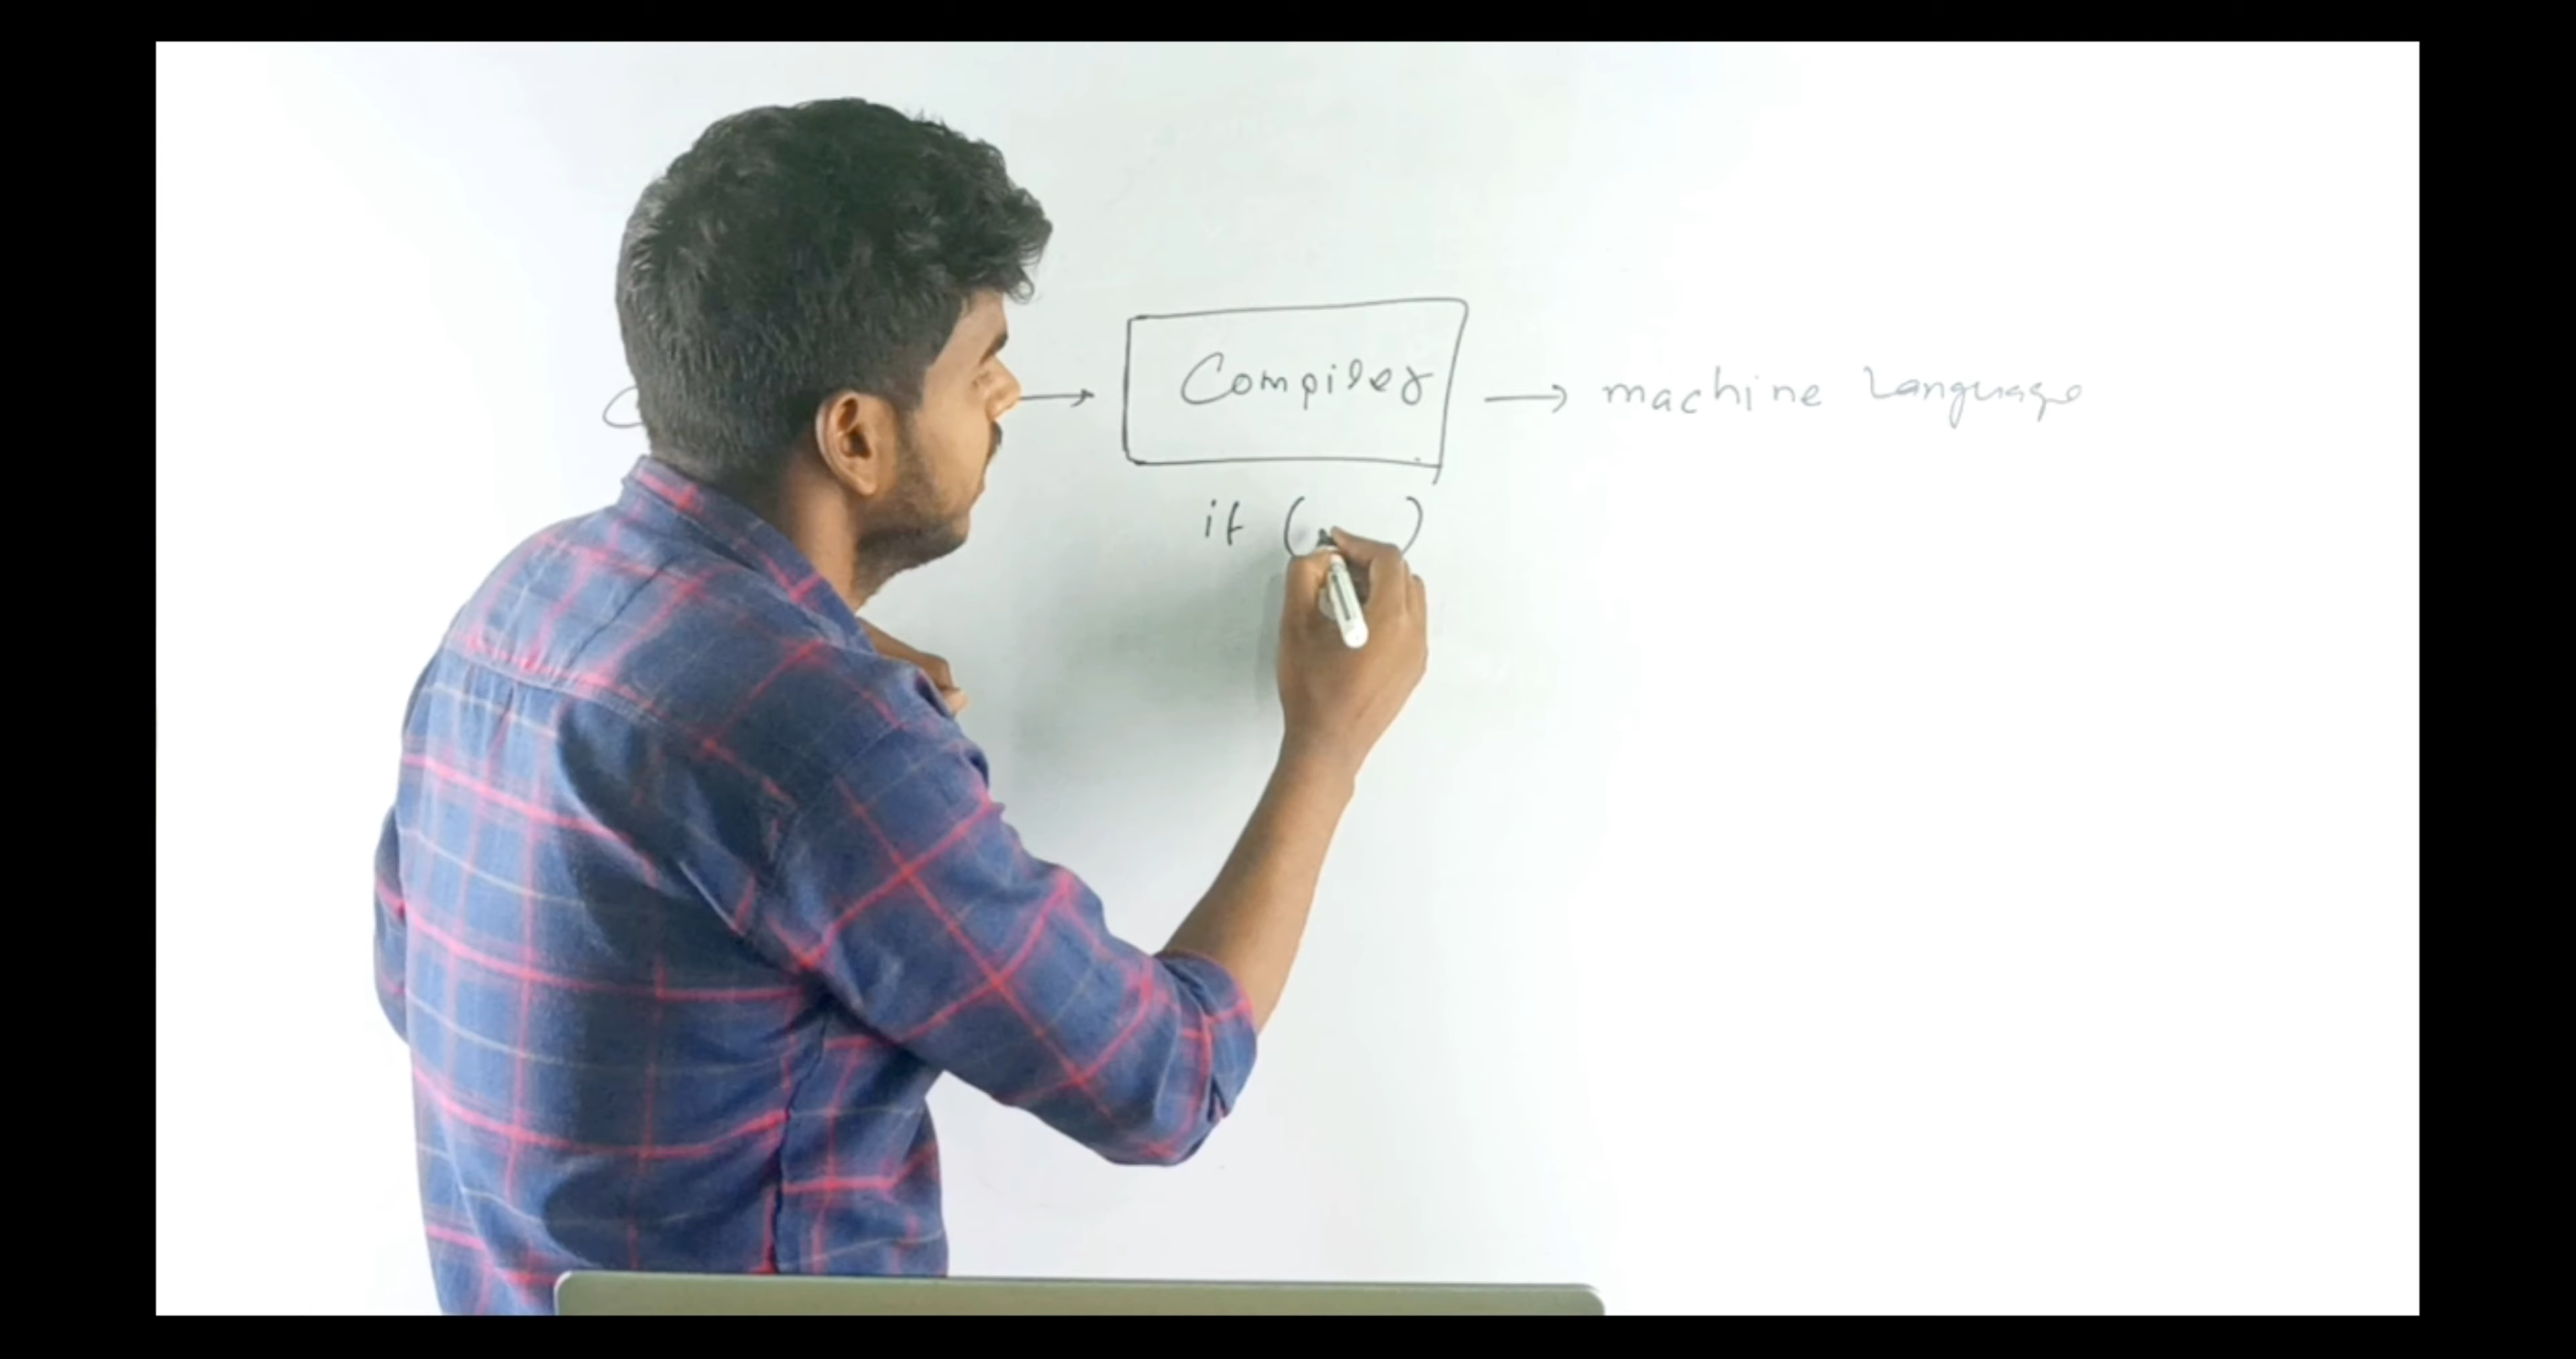 Compiler → machine language
if ( )